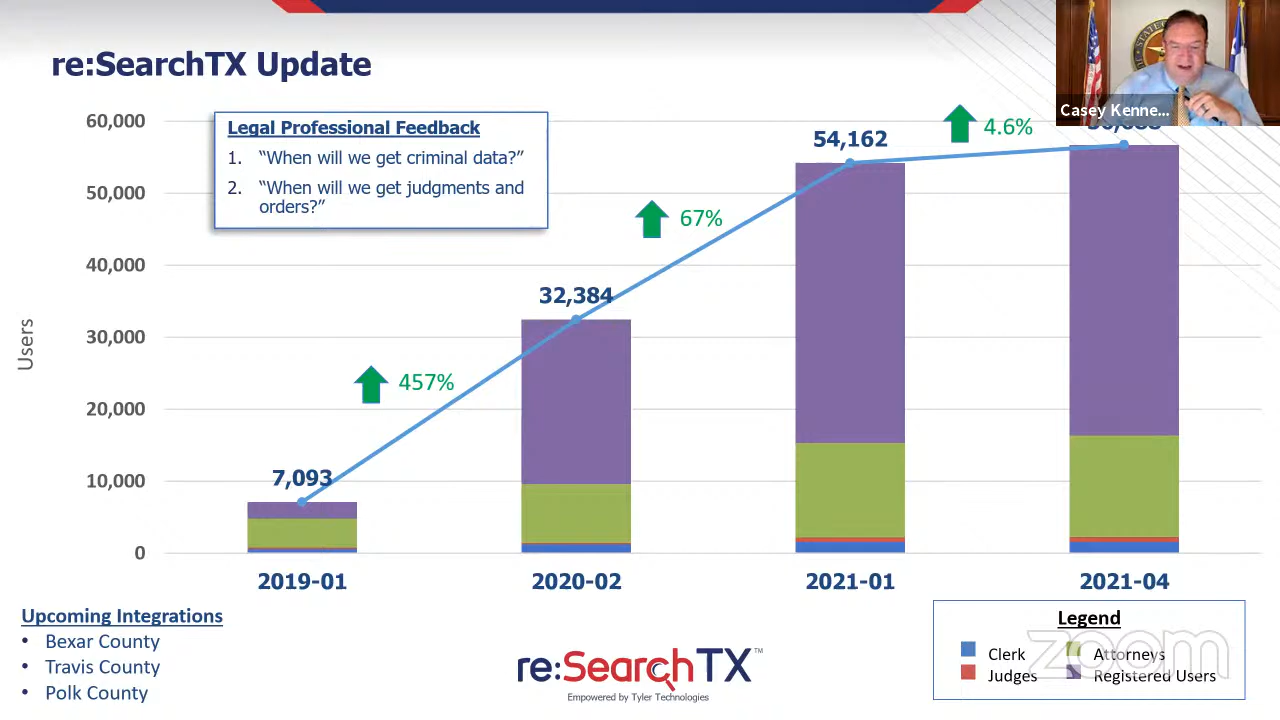 re:SearchTX Update
Casey Kenne...
60,000
50,000
40,000
30,000
20,000
10,000
0
Users
Legal Professional Feedback
1. “When will we get criminal data?”
2. “When will we get judgments and
orders?”
7,093
457%
32,384
67%
54,162
4.6%
2019-01
2020-02
2021-01
2021-04
Upcoming Integrations
• Bexar County
• Travis County
• Polk County
re:SearchTX™
Empowered by Tyler Technologies
Legend
Clerk
Attorneys
Judges
Registered Users
zoom